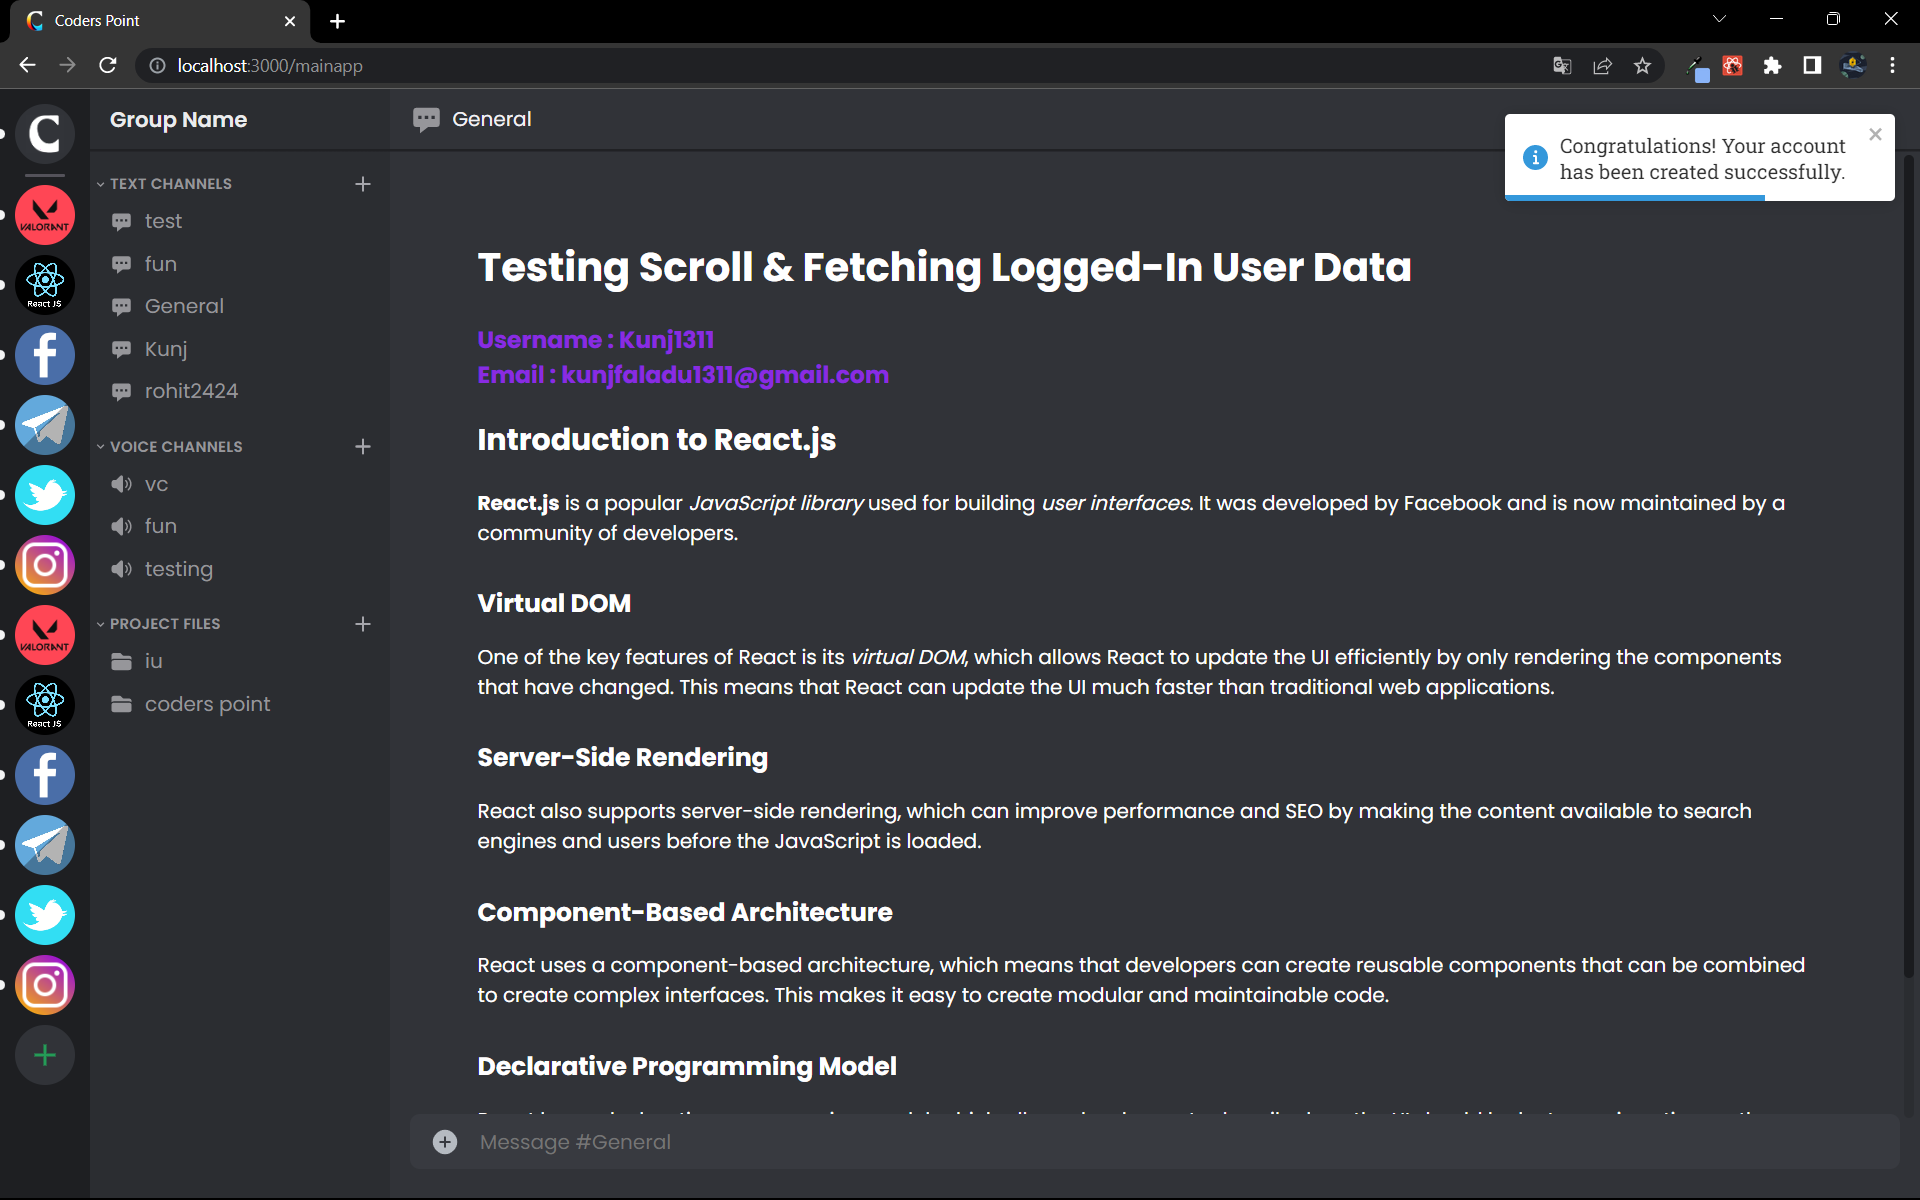 Coders Point
localhost:3000/mainapp
C
VALORANT
React JS
VALORANT
React JS
Group Name
TEXT CHANNELS
test
fun
General
Kunj
rohit2424
VOICE CHANNELS
vc
fun
testing
PROJECT FILES
iu
coders point
General
Congratulations! Your account
has been created successfully.
Testing Scroll & Fetching Logged-In User Data
Username : Kunj1311
Email : kunjfaladu1311@gmail.com
Introduction to React.js
React.js is a popular JavaScript library used for building user interfaces. It was developed by Facebook and is now maintained by a
community of developers.
Virtual DOM
One of the key features of React is its virtual DOM, which allows React to update the UI efficiently by only rendering the components
that have changed. This means that React can update the UI much faster than traditional web applications.
Server-Side Rendering
React also supports server-side rendering, which can improve performance and SEO by making the content available to search
engines and users before the JavaScript is loaded.
Component-Based Architecture
React uses a component-based architecture, which means that developers can create reusable components that can be combined
to create complex interfaces. This makes it easy to create modular and maintainable code.
Declarative Programming Model
Message #General